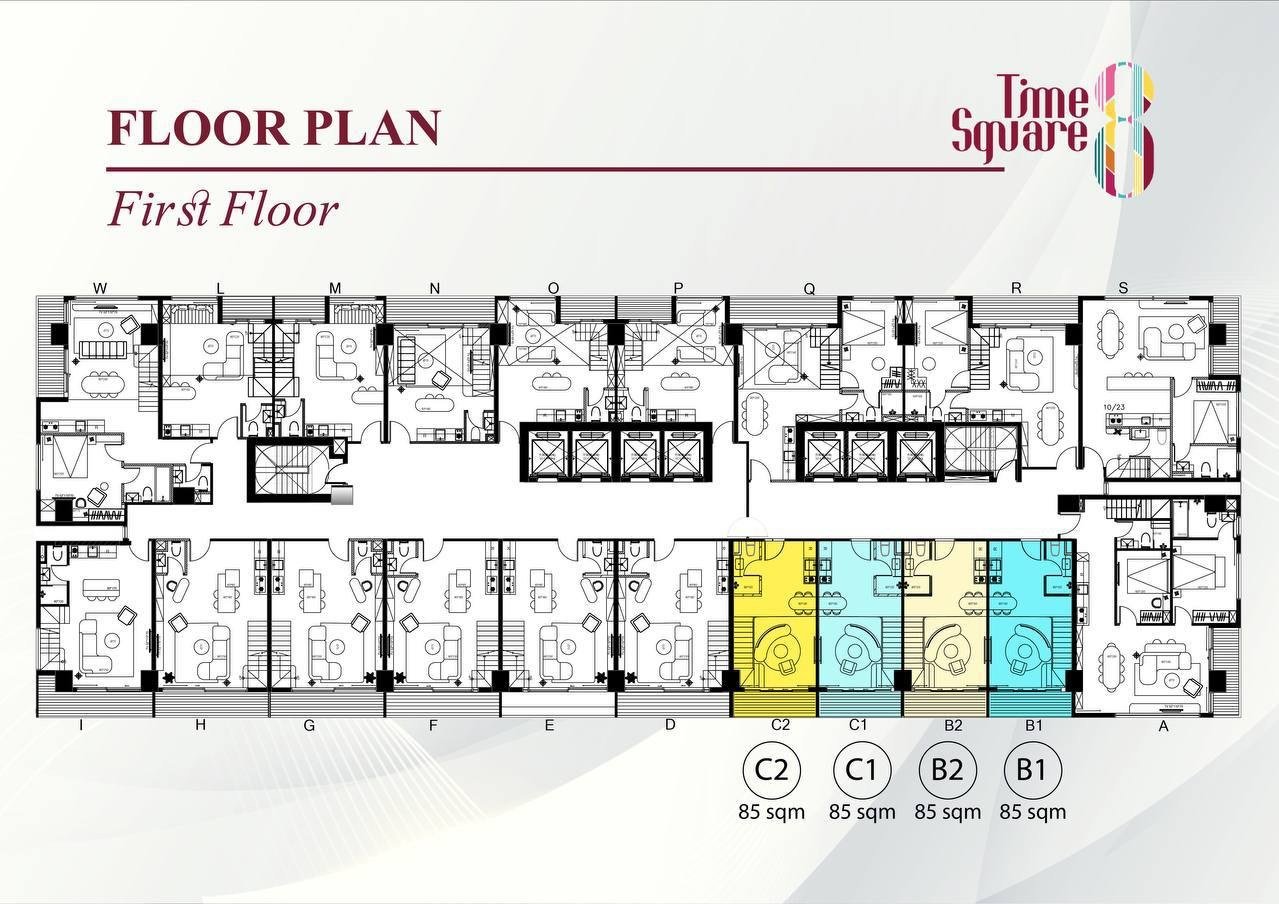 Time
Square 8
FLOOR PLAN
First Floor
W L M N O P Q R S
10/23
I H G F E D C2 C1 B2 B1 A
C2 C1 B2 B1
85 sqm 85 sqm 85 sqm 85 sqm